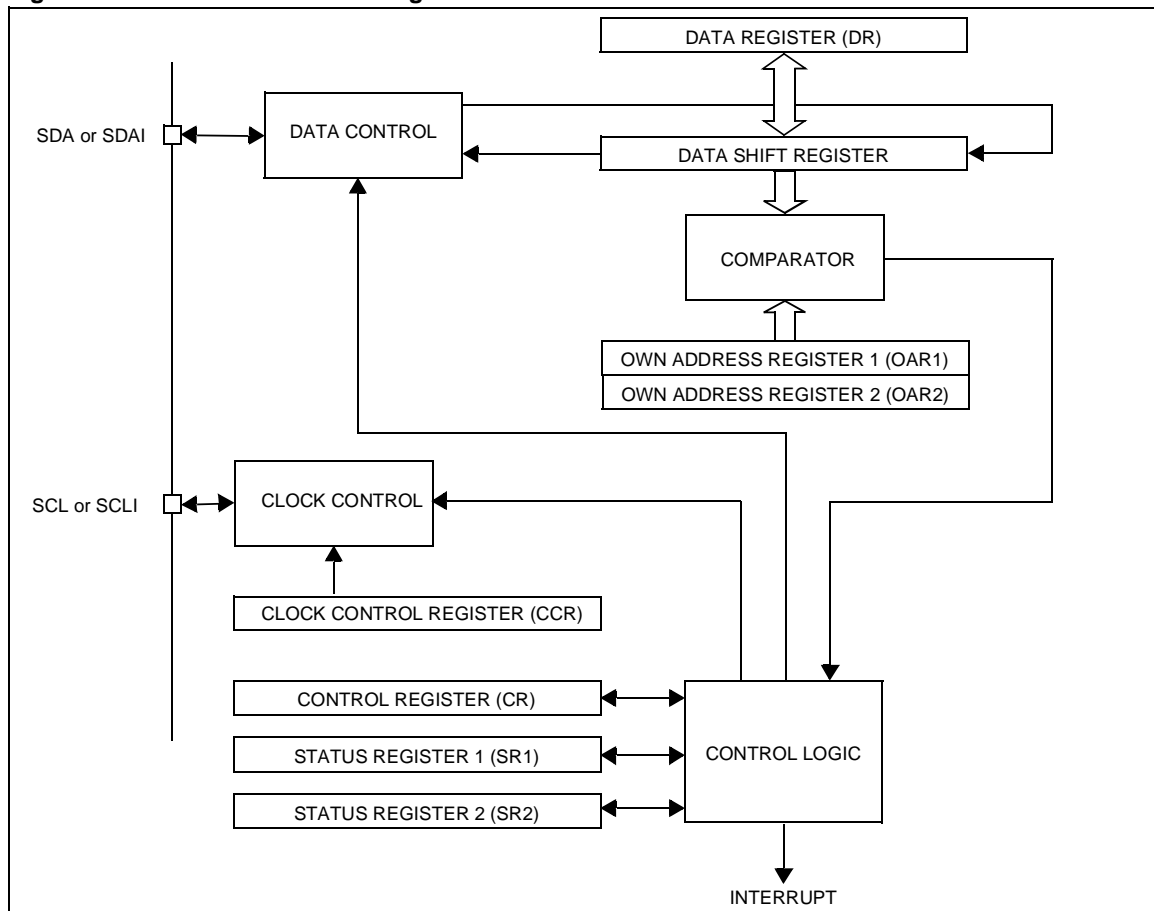 DATA REGISTER (DR)
SDA or SDAI
DATA CONTROL
DATA SHIFT REGISTER
COMPARATOR
OWN ADDRESS REGISTER 1 (OAR1)
OWN ADDRESS REGISTER 2 (OAR2)
SCL or SCLI
CLOCK CONTROL
CLOCK CONTROL REGISTER (CCR)
CONTROL REGISTER (CR)
STATUS REGISTER 1 (SR1)
CONTROL LOGIC
STATUS REGISTER 2 (SR2)
INTERRUPT